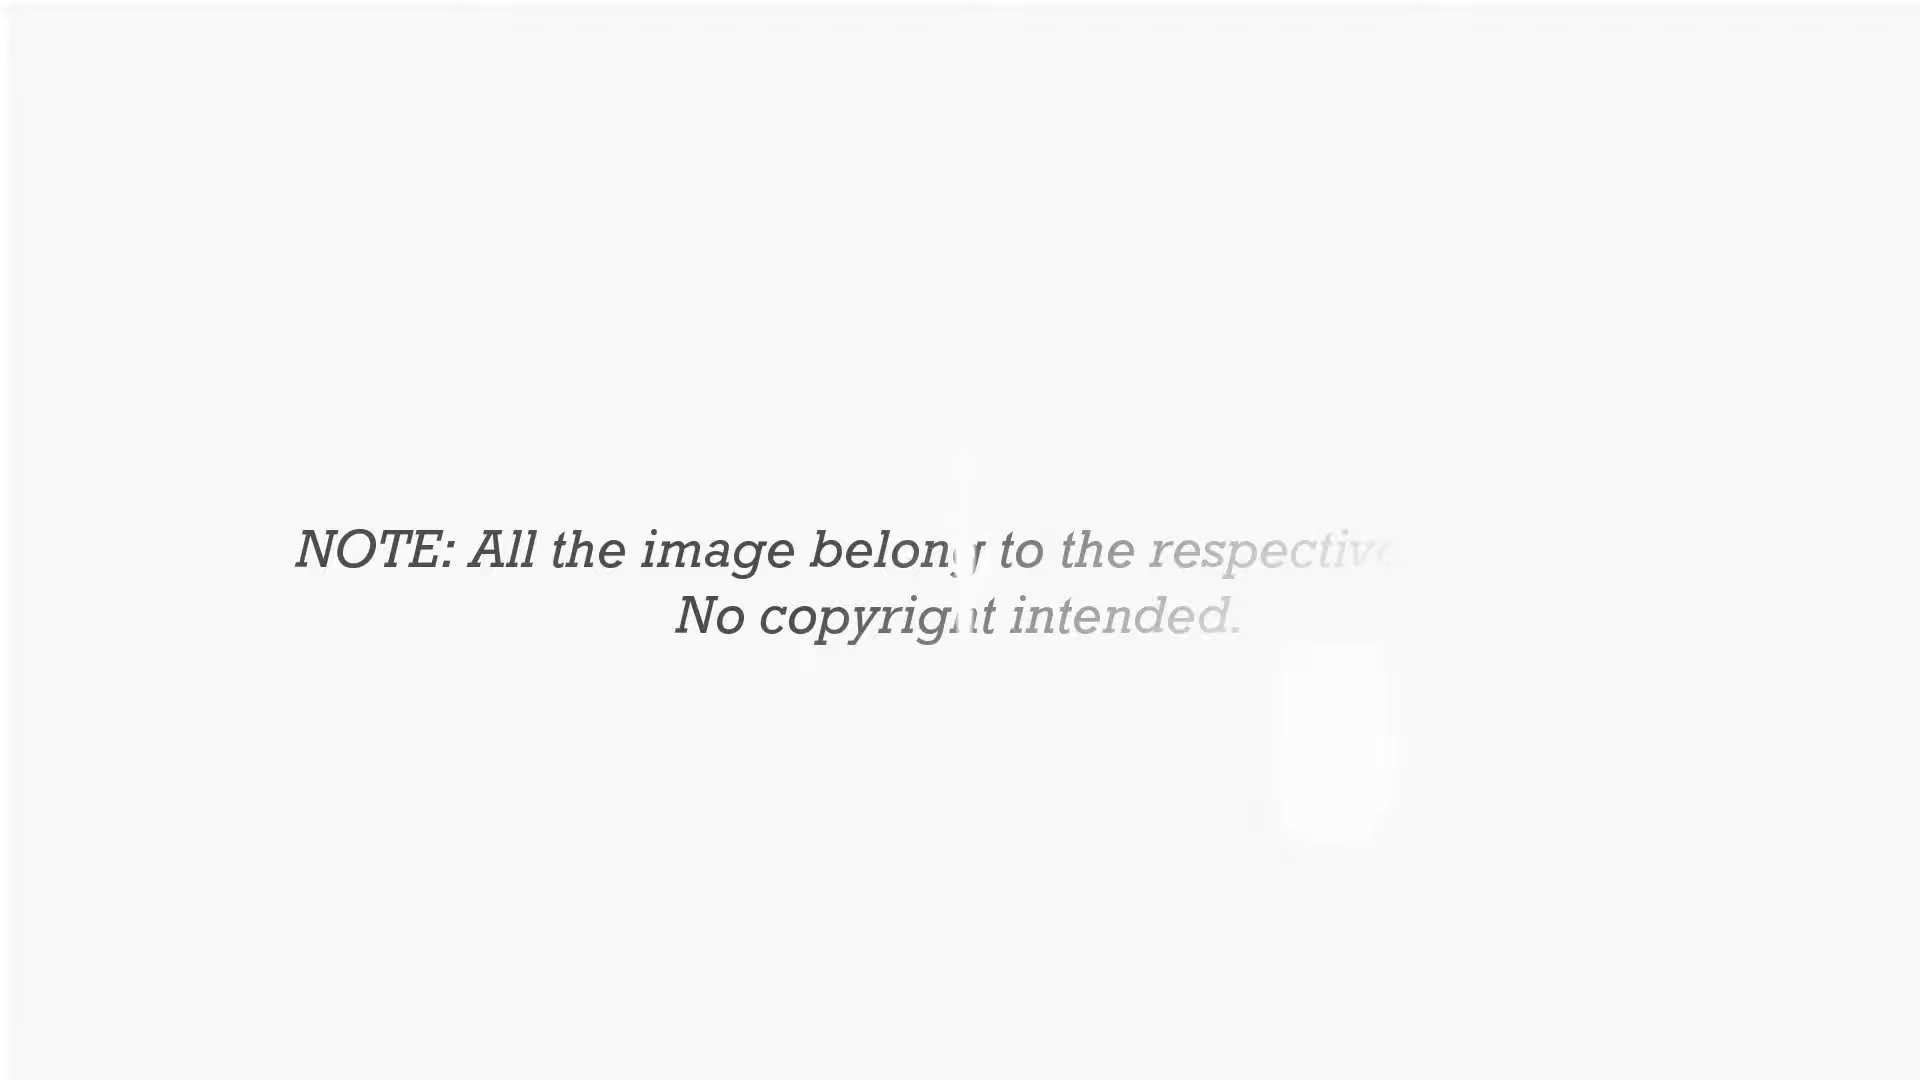 NOTE: All the image belong to the respective
No copyright intended.